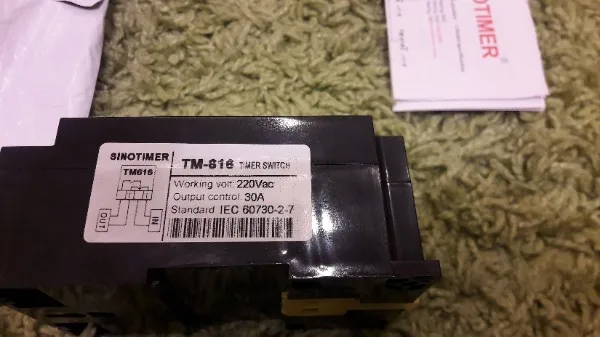 SINOTIMER
TM616
OUT
IN
TM-616 TIMER SWITCH
Working volt: 220Vac
Output control: 30A
Standard IEC 60730-2-7
SINOTIMER®